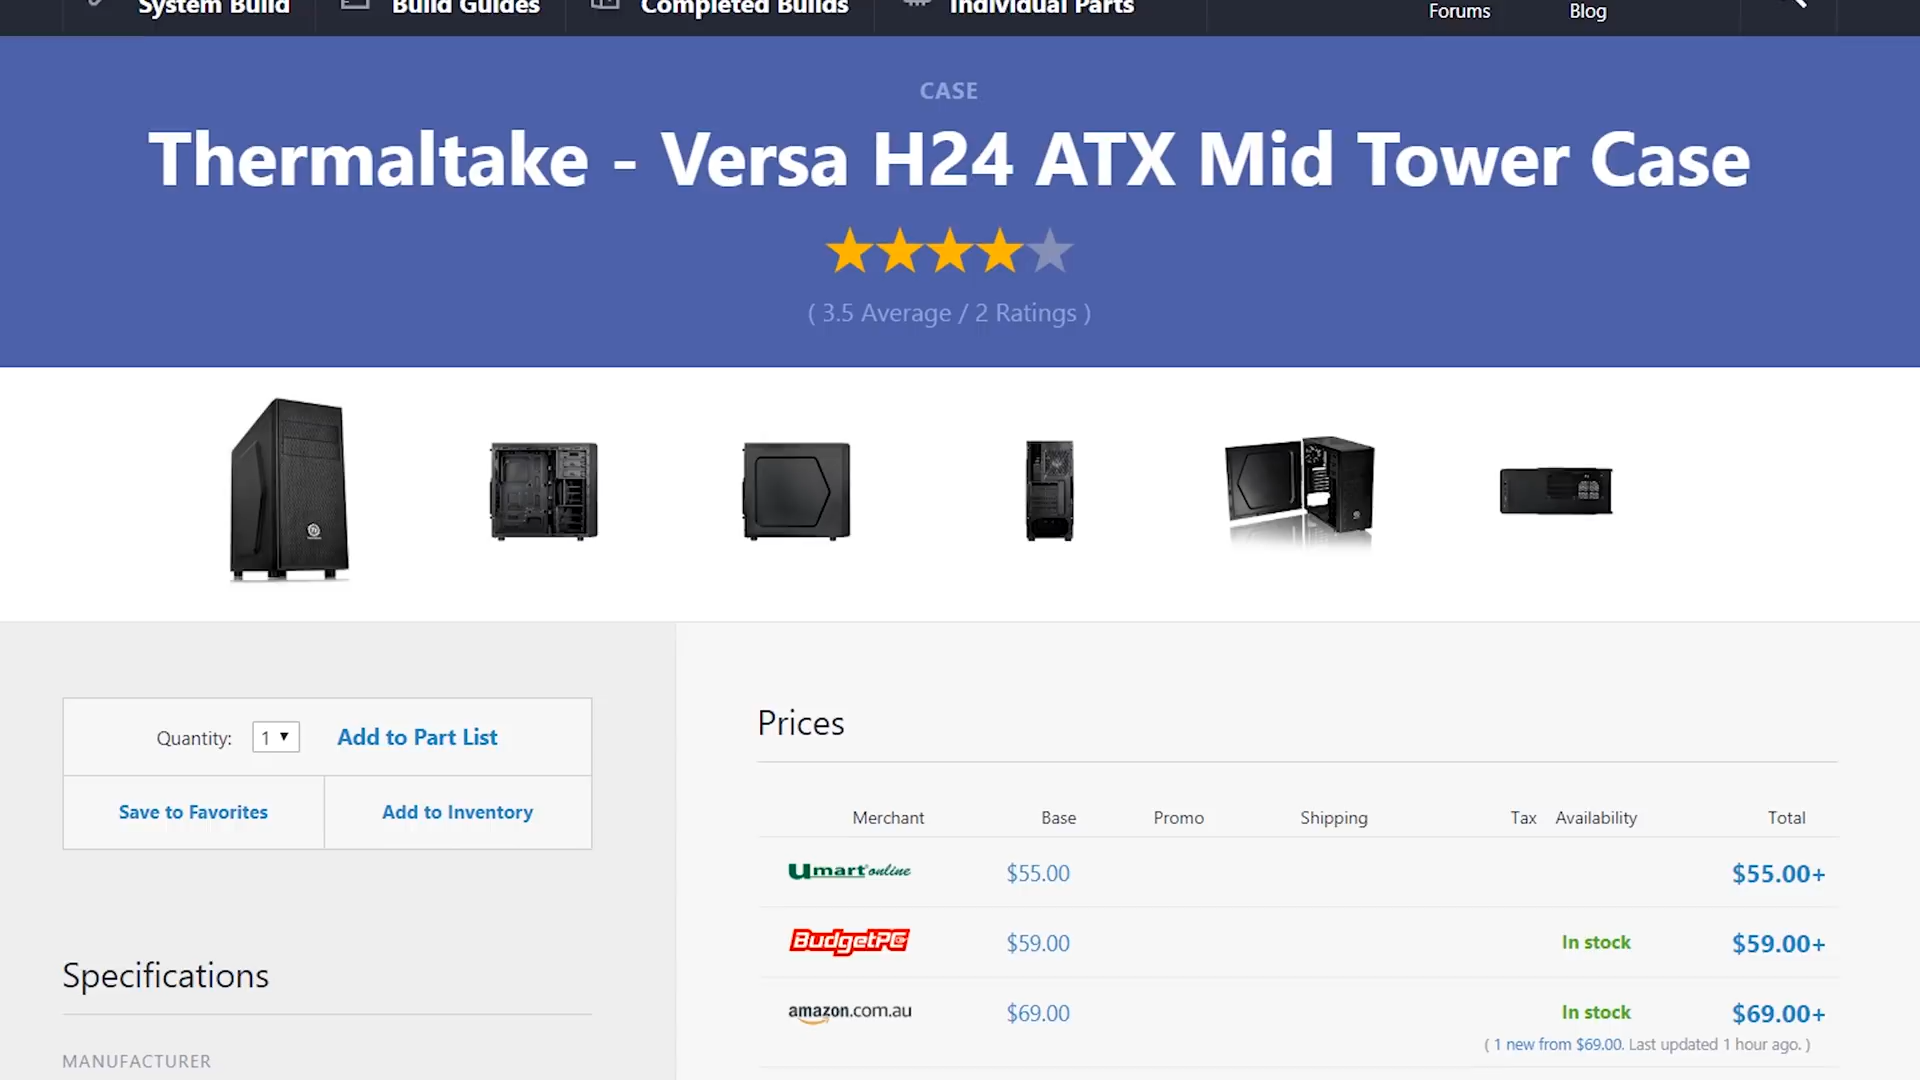 System Build Build Guides Completed Builds Individual Parts Forums Blog
CASE
Thermaltake - Versa H24 ATX Mid Tower Case
( 3.5 Average / 2 Ratings )
Quantity: 1 Add to Part List
Save to Favorites Add to Inventory
Specifications
MANUFACTURER
Prices
Merchant Base Promo Shipping Tax Availability Total
Umart online $55.00 $55.00+
BudgetPC $59.00 In stock $59.00+
amazon.com.au $69.00 In stock $69.00+
( 1 new from $69.00. Last updated 1 hour ago. )